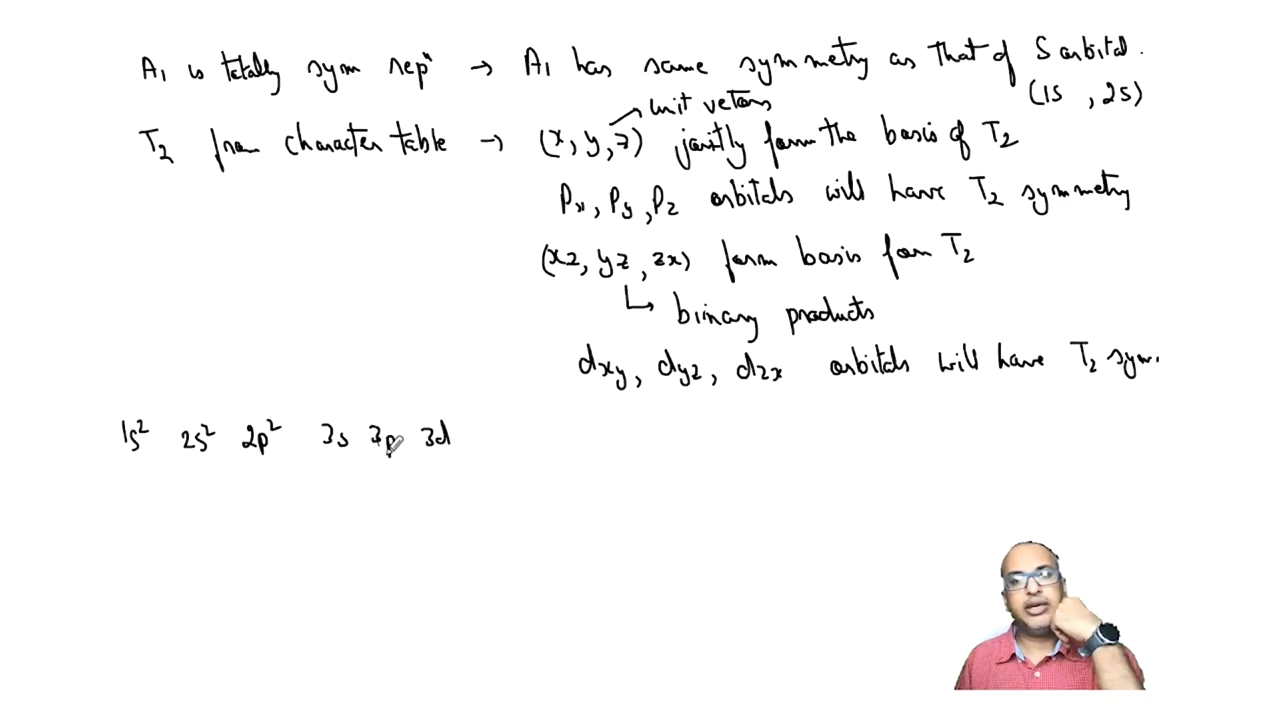 A₁ is totally sym repⁿ → A₁ has same symmetry as that of S orbital.
(1s, 2s)
unit vetors
T₂ from character table → (x, y, z) jointly form the basis of T₂
Px, Py, Pz orbitals will have T₂ symmetry
(xz, yz, zx) form basis for T₂
↳ binary products
dxy, dyz, dzx orbitals will have T₂ sym.
1s² 2s² 2p² 3s 3p 3d